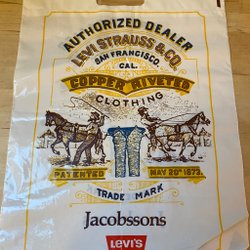 AUTHORIZED DEALER
LEVI STRAUSS & CO.
SAN FRANCISCO,
CAL.
COPPER RIVETED
CLOTHING
PATENTED MAY 20th 1873.
TRADE MARK
Jacobssons
LEVI'S